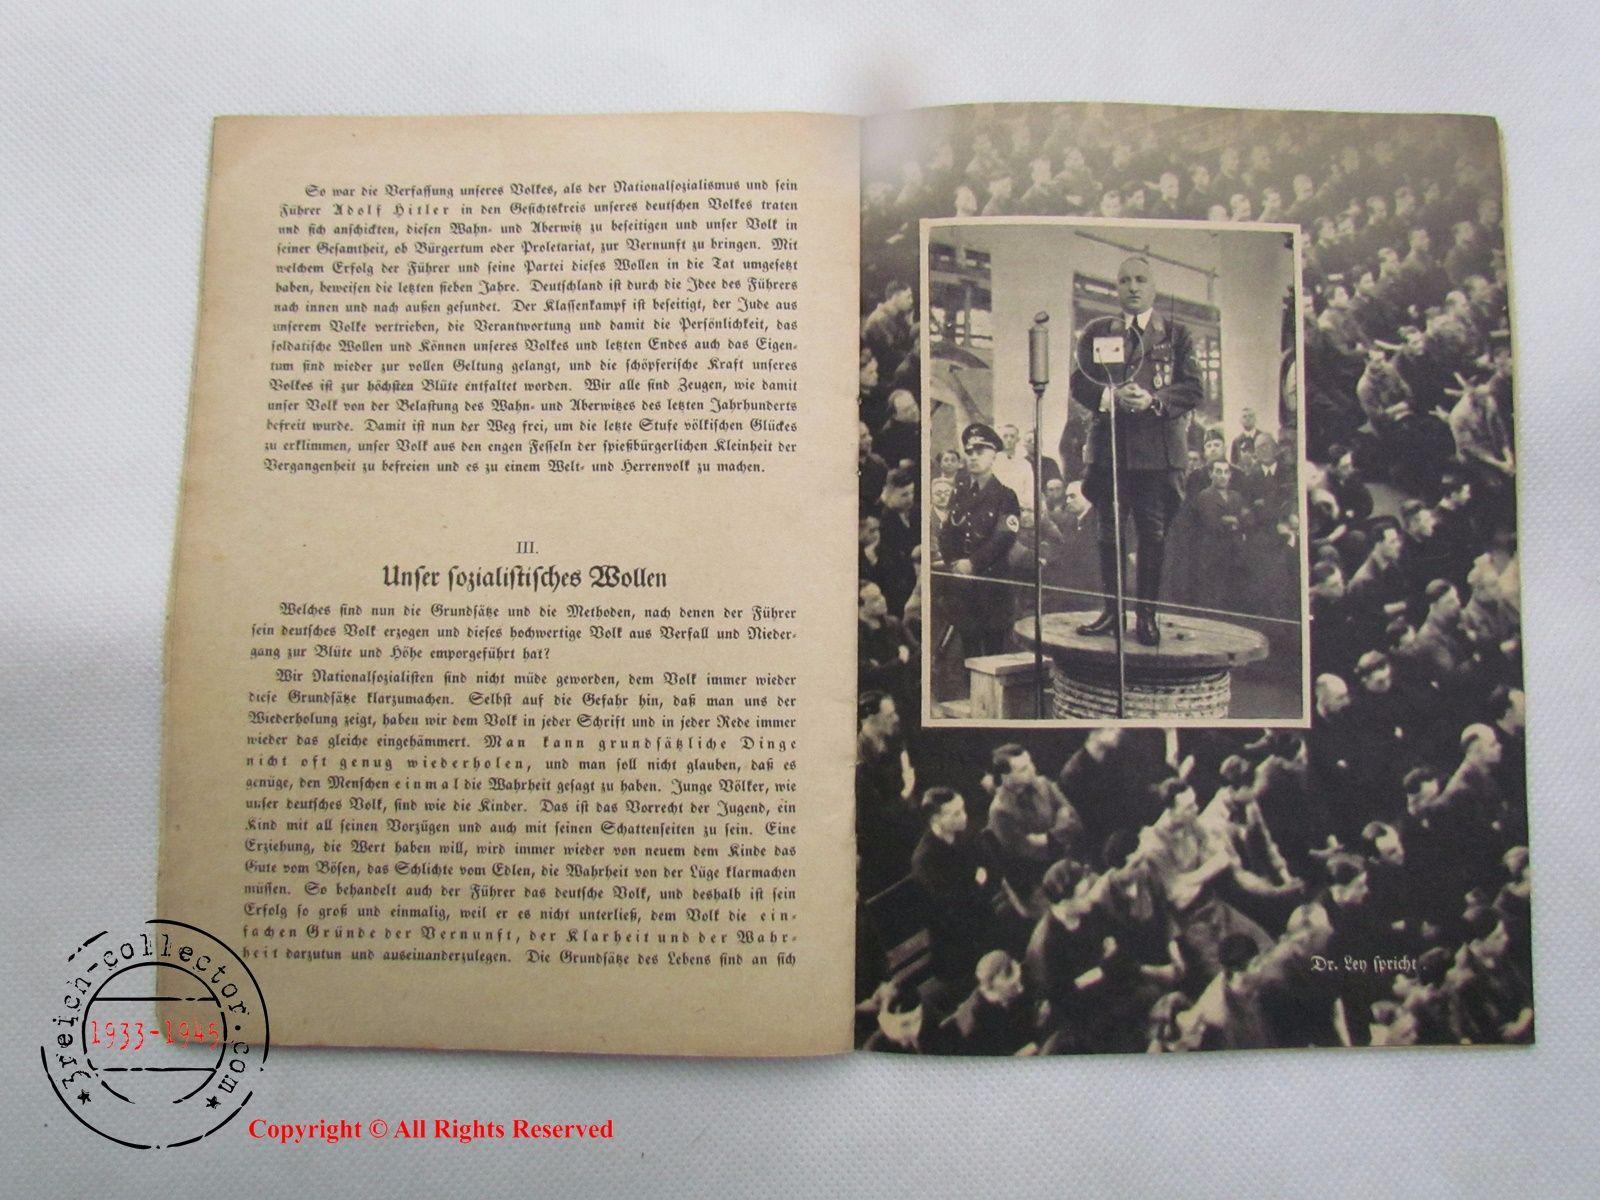 So war die Verfassung unseres Volkes, als der Nationalsozialismus und sein
Führer Adolf Hitler in den Gesichtskreis unseres deutschen Volkes traten
und sich anschickten, diesen Wahn- und Aberwitz zu beseitigen und unser Volk in
seiner Gesamtheit, ob Bürgertum oder Proletariat, zur Vernunft zu bringen. Mit
welchem Erfolg der Führer und seine Partei dieses Wollen in die Tat umgesetzt
haben, beweisen die letzten sieben Jahre. Deutschland ist durch die Idee des Führers
nach innen und nach außen gesundet. Der Klassenkampf ist beseitigt, der Jude aus
unserem Volke vertrieben, die Verantwortung und damit die Persönlichkeit, das
soldatische Wollen und Können unseres Volkes und letzten Endes auch das Eigen-
tum sind wieder zur vollen Geltung gelangt, und die schöpferische Kraft unseres
Volkes ist zur höchsten Blüte entfaltet worden. Wir alle sind Zeugen, wie damit
unser Volk von der Belastung des Wahn- und Aberwitzes des letzten Jahrhunderts
befreit wurde. Damit ist nun der Weg frei, um die letzte Stufe völkischen Glückes
zu erklimmen, unser Volk aus den engen Fesseln der spießbürgerlichen Kleinheit der
Vergangenheit zu befreien und es zu einem Welt- und Herrenvolk zu machen.
III.
Unser sozialistisches Wollen
Welches sind nun die Grundsätze und die Methoden, nach denen der Führer
sein deutsches Volk erzogen und dieses hochwertige Volk aus Verfall und Nieder-
gang zur Blüte und Höhe emporgeführt hat?
Wir Nationalsozialisten sind nicht müde geworden, dem Volk immer wieder
diese Grundsätze klarzumachen. Selbst auf die Gefahr hin, daß man uns der
Wiederholung zeigt, haben wir dem Volk in jeder Schrift und in jeder Rede immer
wieder das gleiche eingehämmert. Man kann grundsätzliche Dinge
nicht oft genug wiederholen, und man soll nicht glauben, daß es
genüge, den Menschen einmal die Wahrheit gesagt zu haben. Junge Völker, wie
unser deutsches Volk, sind wie die Kinder. Das ist das Vorrecht der Jugend, ein
Kind mit all seinen Vorzügen und auch mit seinen Schattenseiten zu sein. Eine
Erziehung, die Wert haben will, wird immer wieder von neuem dem Kinde das
Gute vom Bösen, das Schlichte vom Edlen, die Wahrheit von der Lüge klarmachen
müssen. So behandelt auch der Führer das deutsche Volk, und deshalb ist sein
Erfolg so groß und einmalig, weil er es nicht unterließ, dem Volk die ein-
fachen Gründe der Vernunft, der Klarheit und der Wahr-
heit darzutun und auseinanderzulegen. Die Grundsätze des Lebens sind an sich
Dr. Ley spricht.
3reich-collector.com
1933-1945
Copyright © All Rights Reserved